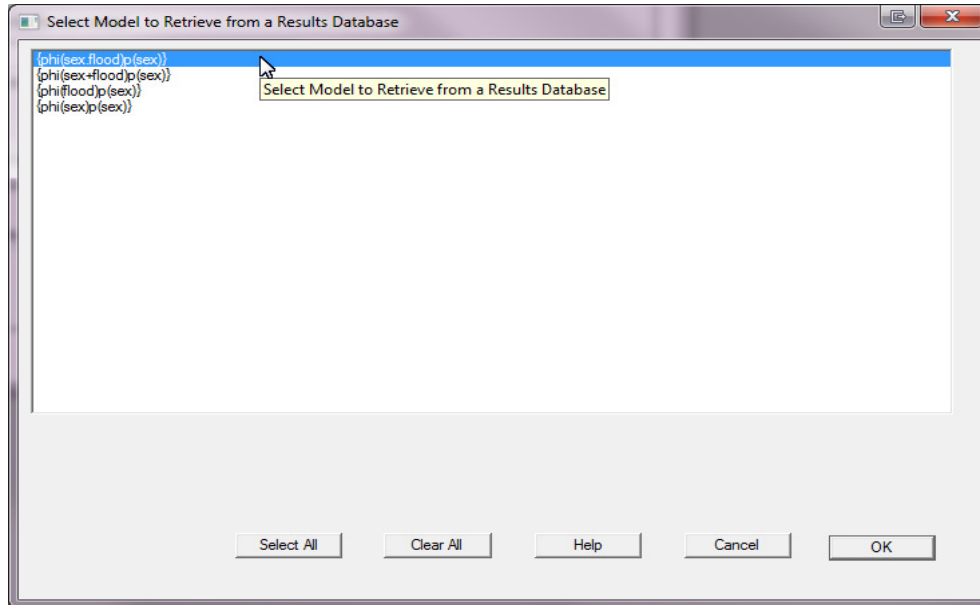 Select Model to Retrieve from a Results Database
{phi(sex.flood)p(sex)}
{phi(sex+flood)p(sex)}
{phi(flood)p(sex)}
{phi(sex)p(sex)}
Select Model to Retrieve from a Results Database
Select All
Clear All
Help
Cancel
OK